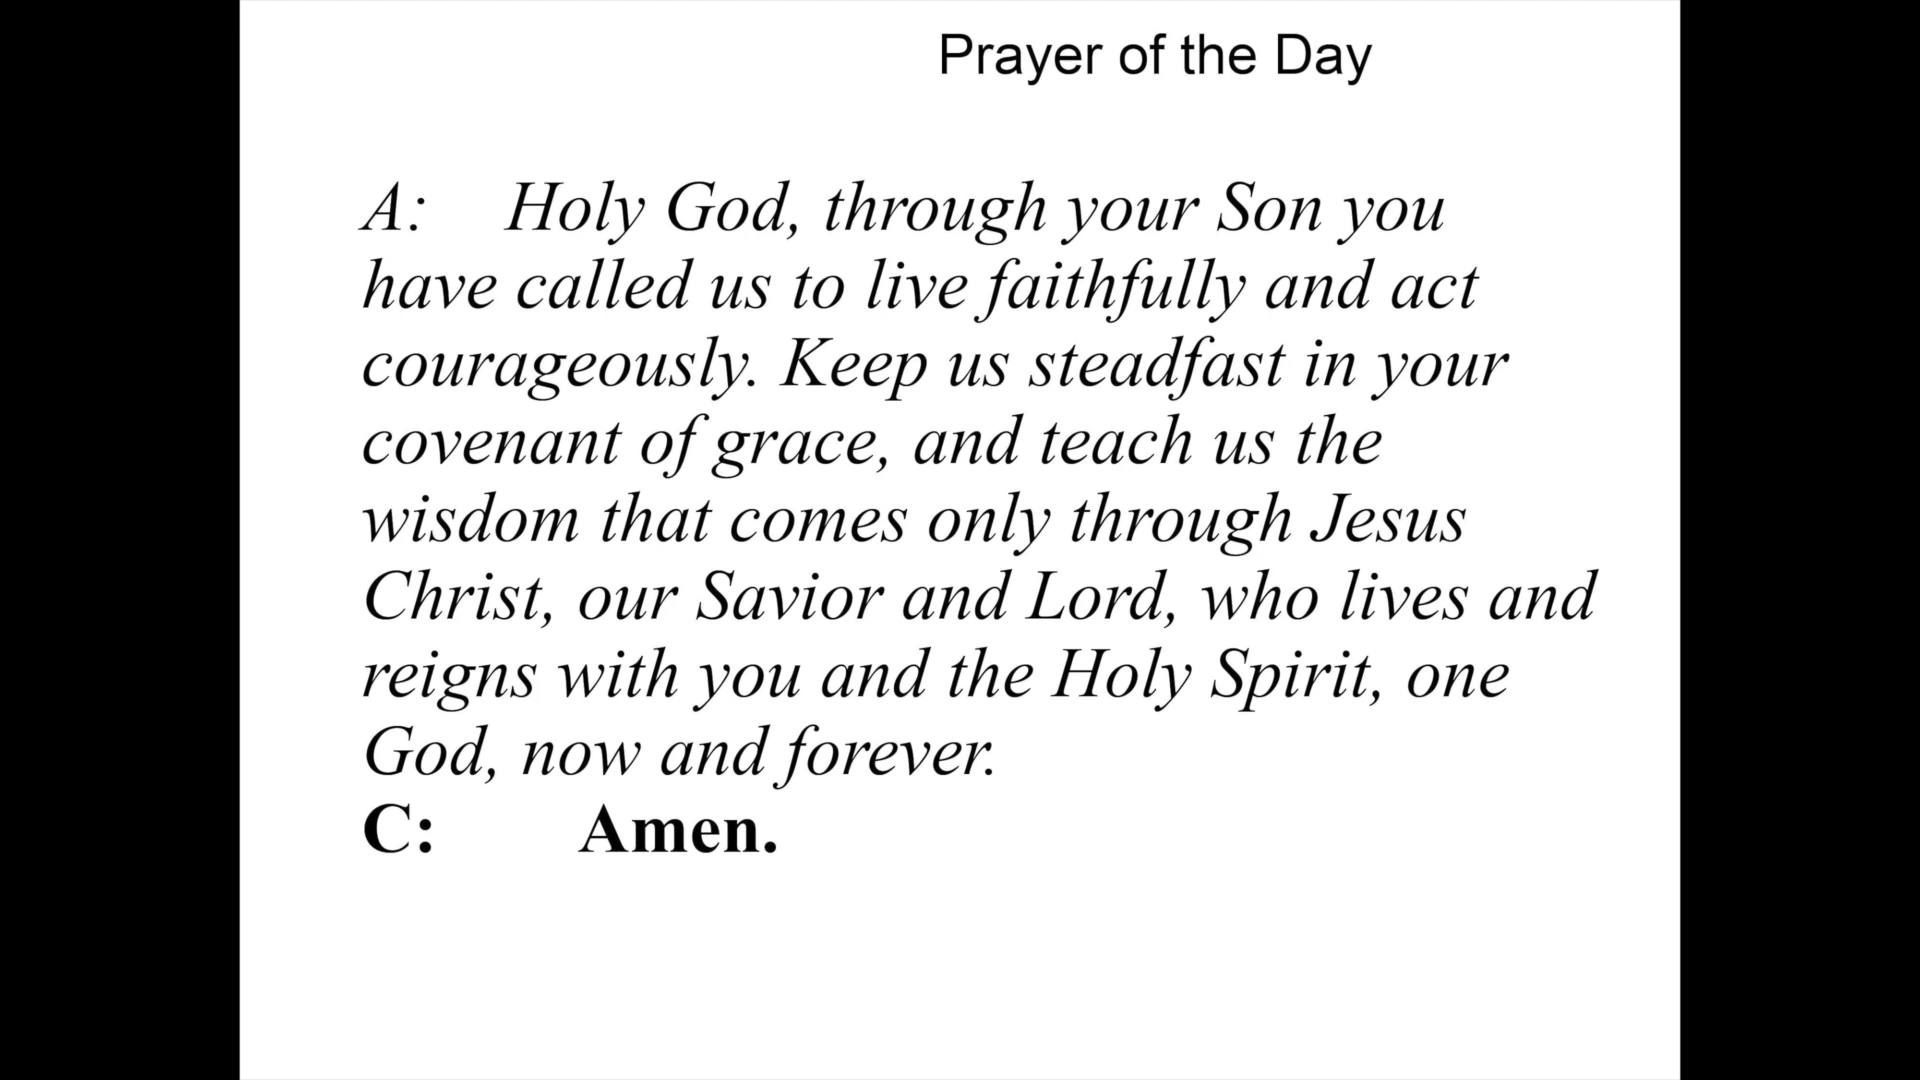 Prayer of the Day
A: Holy God, through your Son you
have called us to live faithfully and act
courageously. Keep us steadfast in your
covenant of grace, and teach us the
wisdom that comes only through Jesus
Christ, our Savior and Lord, who lives and
reigns with you and the Holy Spirit, one
God, now and forever.
C: Amen.